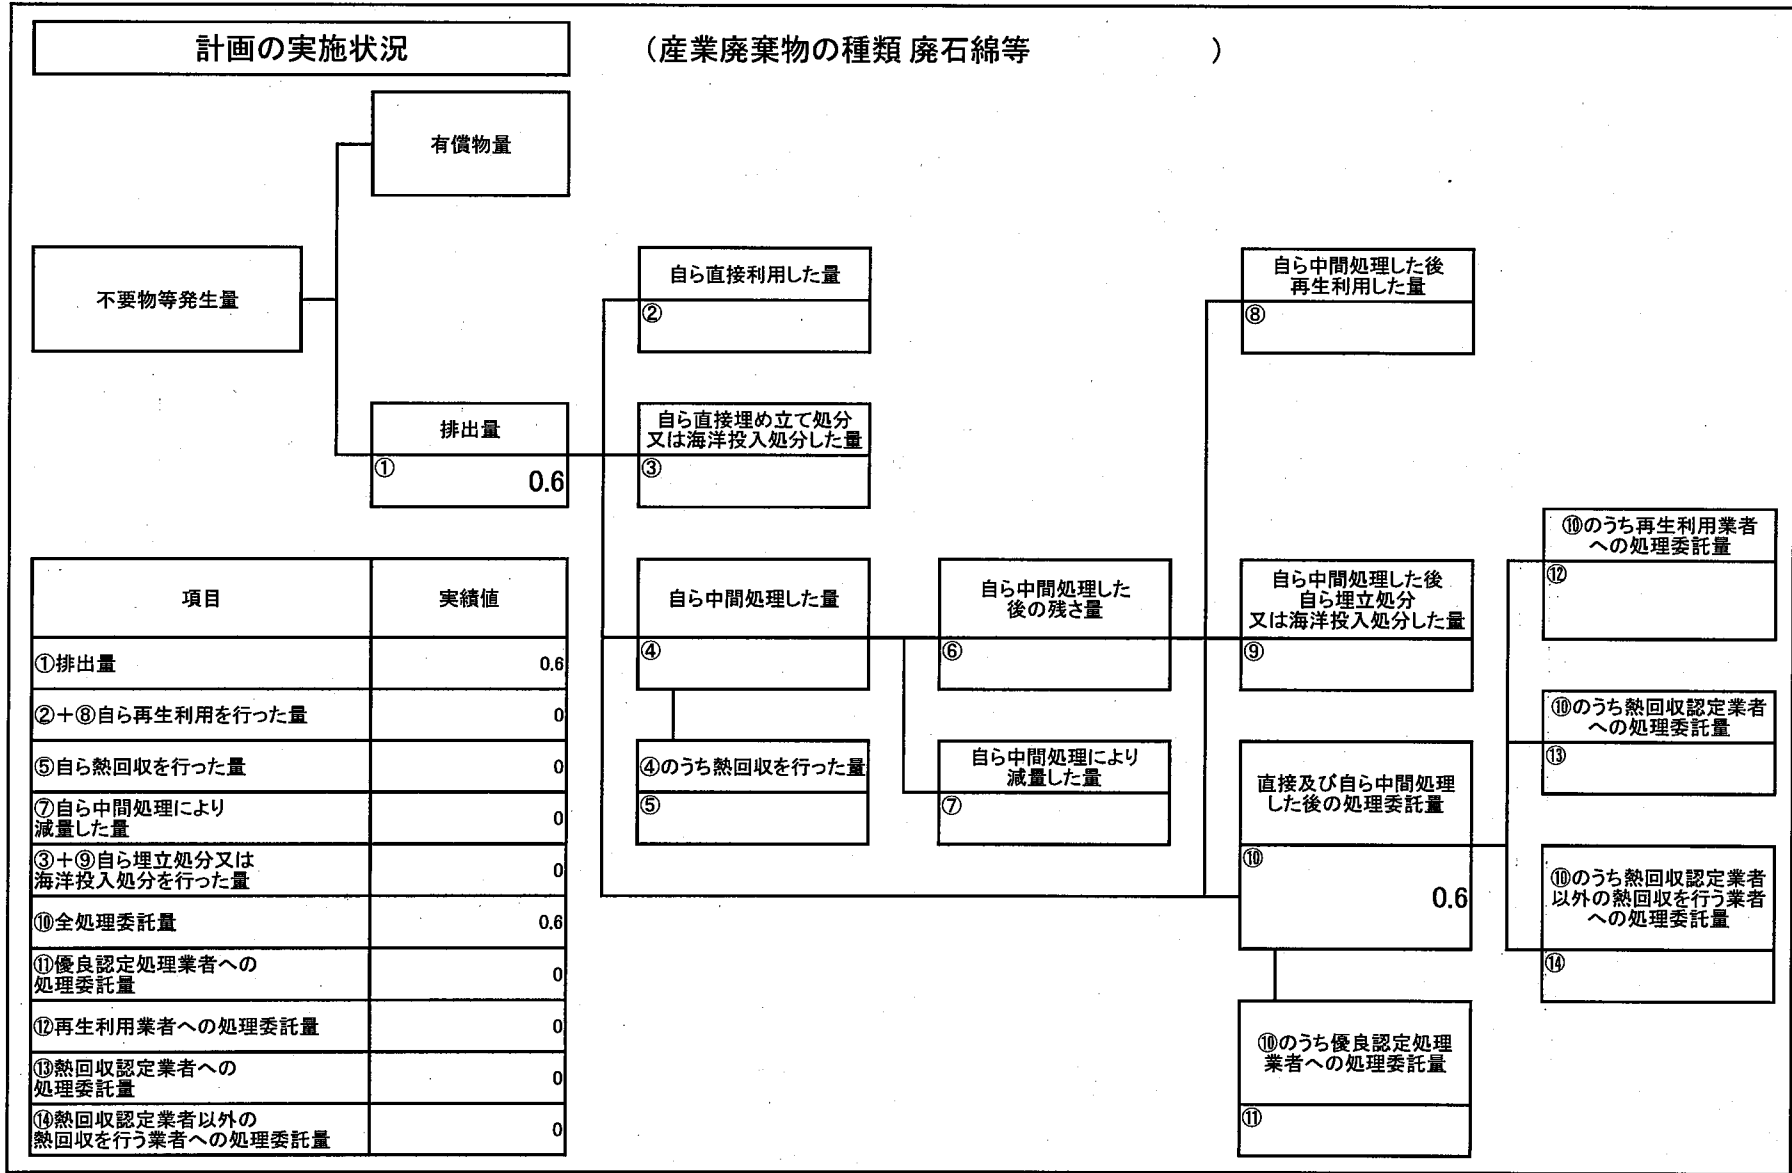 計画の実施状況
（産業廃棄物の種類 廃石綿等 ）
有償物量
不要物等発生量
自ら直接利用した量
②
自ら中間処理した後
再生利用した量
⑧
排出量
①
0.6
自ら直接埋め立て処分
又は海洋投入処分した量
③
自ら中間処理した量
④
自ら中間処理した
後の残さ量
⑥
自ら中間処理した後
自ら埋立処分
又は海洋投入処分した量
⑨
⑩のうち再生利用業者
への処理委託量
⑫
④のうち熱回収を行った量
⑤
自ら中間処理により
減量した量
⑦
直接及び自ら中間処理
した後の処理委託量
⑩
0.6
⑩のうち熱回収認定業者
への処理委託量
⑬
⑩のうち熱回収認定業者
以外の熱回収を行う業者
への処理委託量
⑭
⑩のうち優良認定処理
業者への処理委託量
⑪
項目 実績値
①排出量 0.6
②＋⑧自ら再生利用を行った量 0
⑤自ら熱回収を行った量 0
⑦自ら中間処理により
減量した量 0
③＋⑨自ら埋立処分又は
海洋投入処分を行った量 0
⑩全処理委託量 0.6
⑪優良認定処理業者への
処理委託量 0
⑫再生利用業者への処理委託量 0
⑬熱回収認定業者への
処理委託量 0
⑭熱回収認定業者以外の
熱回収を行う業者への処理委託量 0